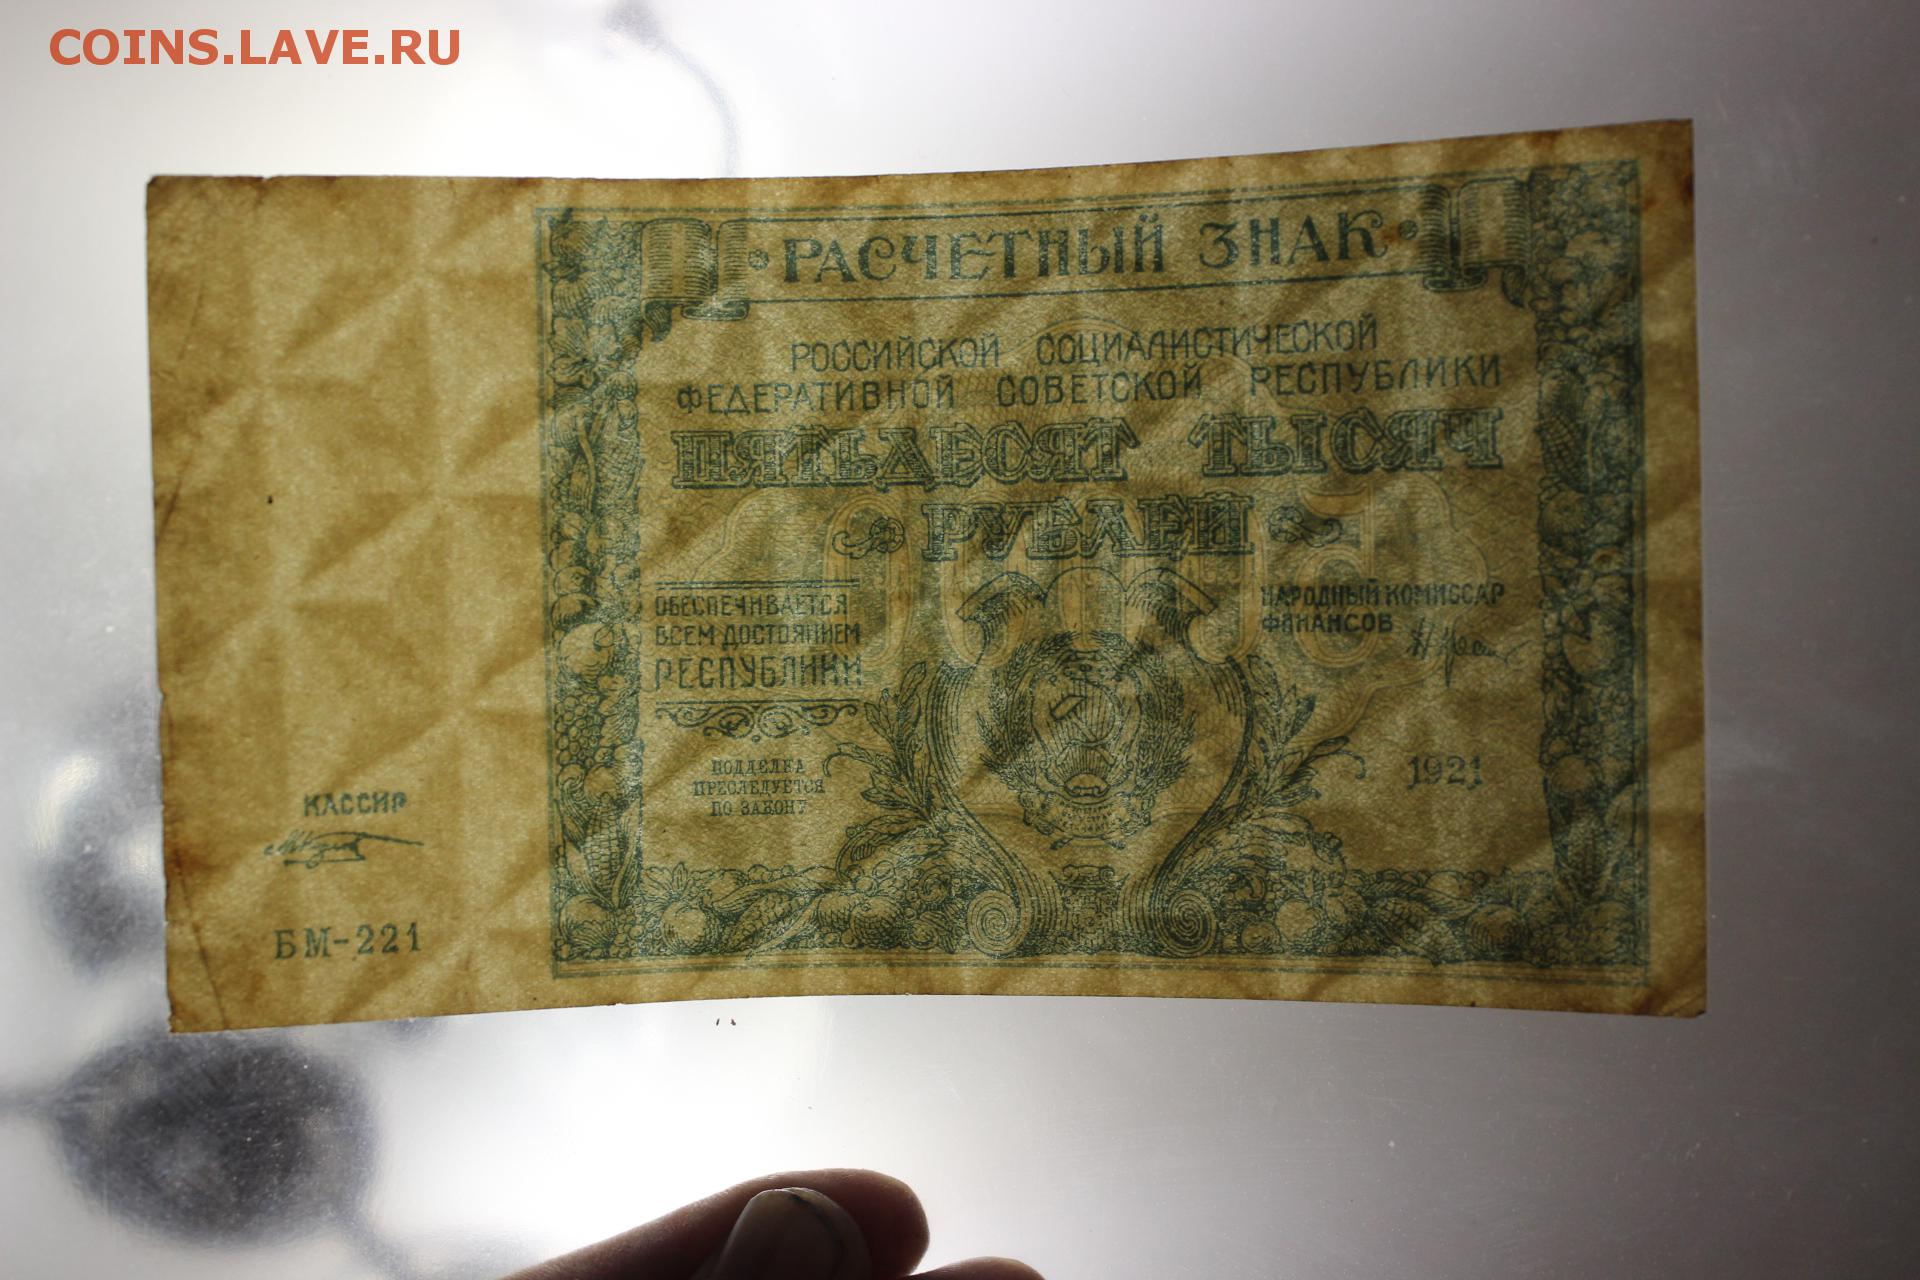 COINS.LAVE.RU
РАСЧЕТНЫЙ ЗНАК
РОССИЙСКОЙ СОЦИАЛИСТИЧЕСКОЙ
ФЕДЕРАТИВНОЙ СОВЕТСКОЙ РЕСПУБЛИКИ
ПЯТЬДЕСЯТ ТЫСЯЧ
РУБЛЕЙ
ОБЕСПЕЧИВАЕТСЯ
ВСЕМ ДОСТОЯНИЕМ
РЕСПУБЛИКИ
НАРОДНЫЙ КОМИССАР
ФИНАНСОВ
ПОДДЕЛКА
ПРЕСЛЕДУЕТСЯ
ПО ЗАКОНУ
1921
КАССИР
БМ-221